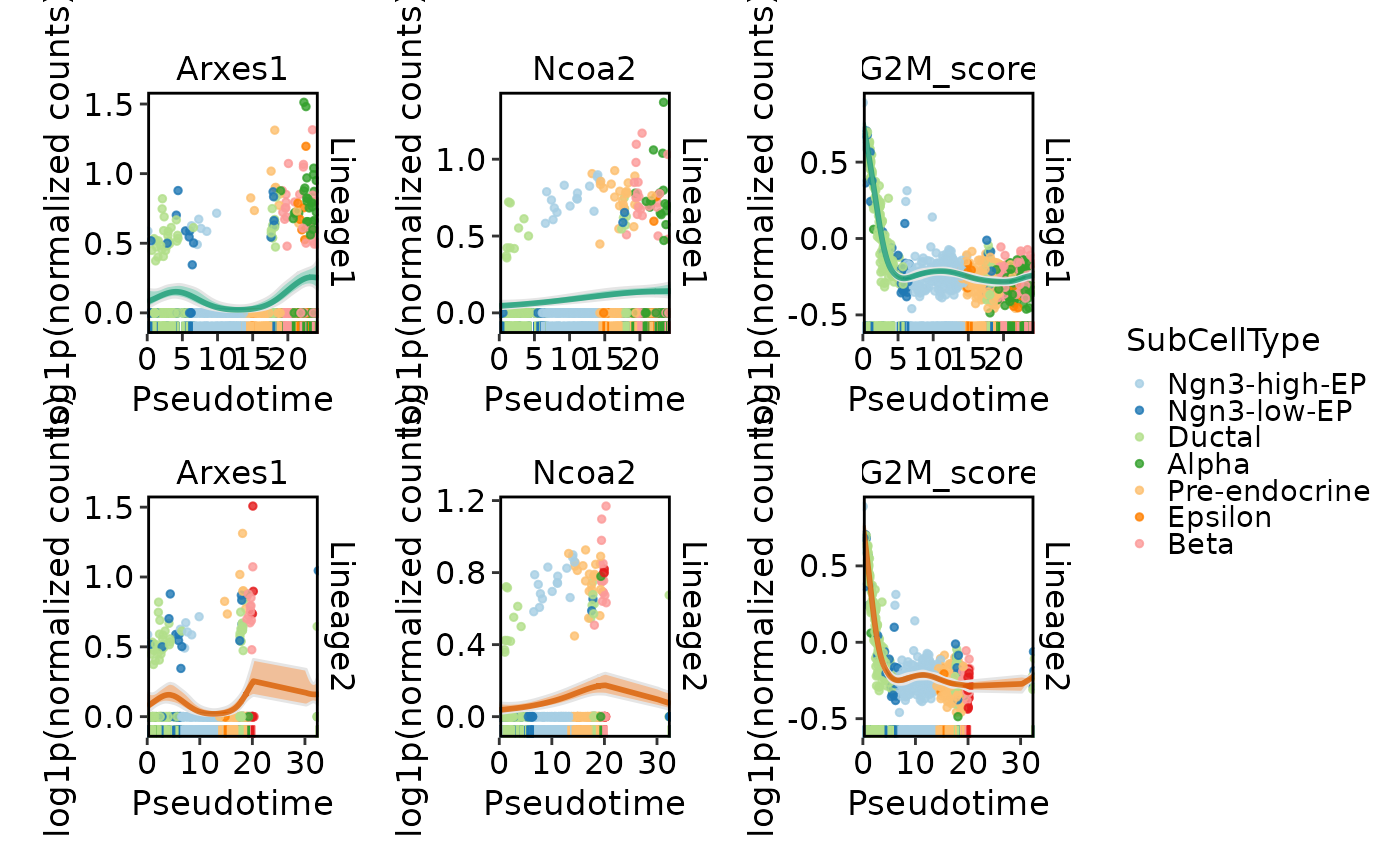 Arxes1
Ncoa2
G2M_score
log1p(normalized counts)
1.5
1.0
0.5
0.0
Lineage1
log1p(normalized counts)
1.0
0.5
0.0
Lineage1
log1p(normalized counts)
0.5
0.0
-0.5
Lineage1
0 5 10 15 20
0 5 10 15 20
0 5 10 15 20
Pseudotime
Pseudotime
Pseudotime
Arxes1
Ncoa2
G2M_score
log1p(normalized counts)
1.5
1.0
0.5
0.0
Lineage2
log1p(normalized counts)
1.2
0.8
0.4
0.0
Lineage2
log1p(normalized counts)
0.5
0.0
-0.5
Lineage2
0 10 20 30
0 10 20 30
0 10 20 30
Pseudotime
Pseudotime
Pseudotime
SubCellType
Ngn3-high-EP
Ngn3-low-EP
Ductal
Alpha
Pre-endocrine
Epsilon
Beta